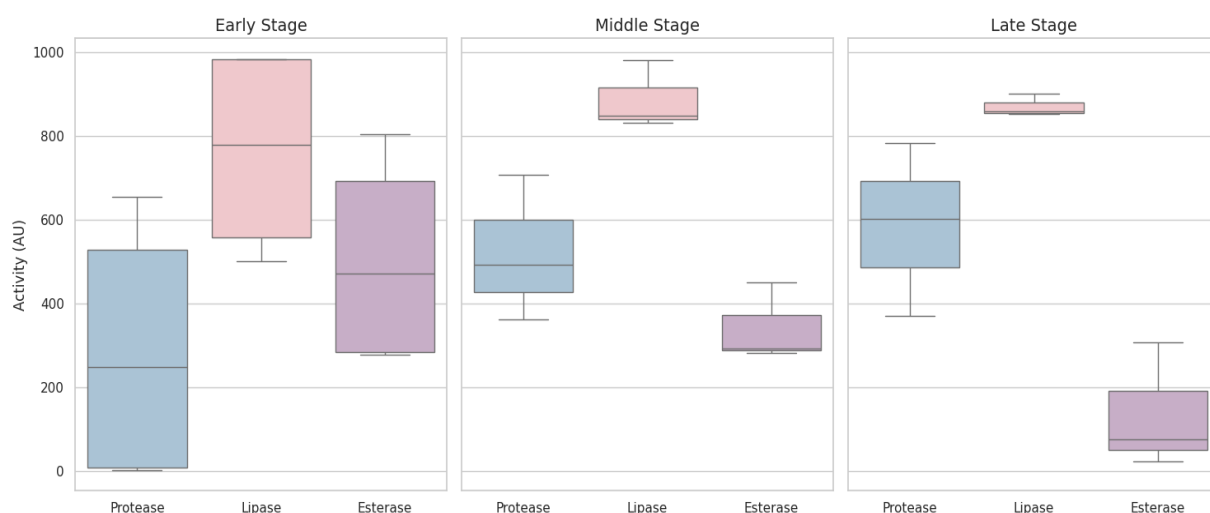 Early Stage
Middle Stage
Late Stage
Activity (AU)
1000
800
600
400
200
0
Protease
Lipase
Esterase
Protease
Lipase
Esterase
Protease
Lipase
Esterase